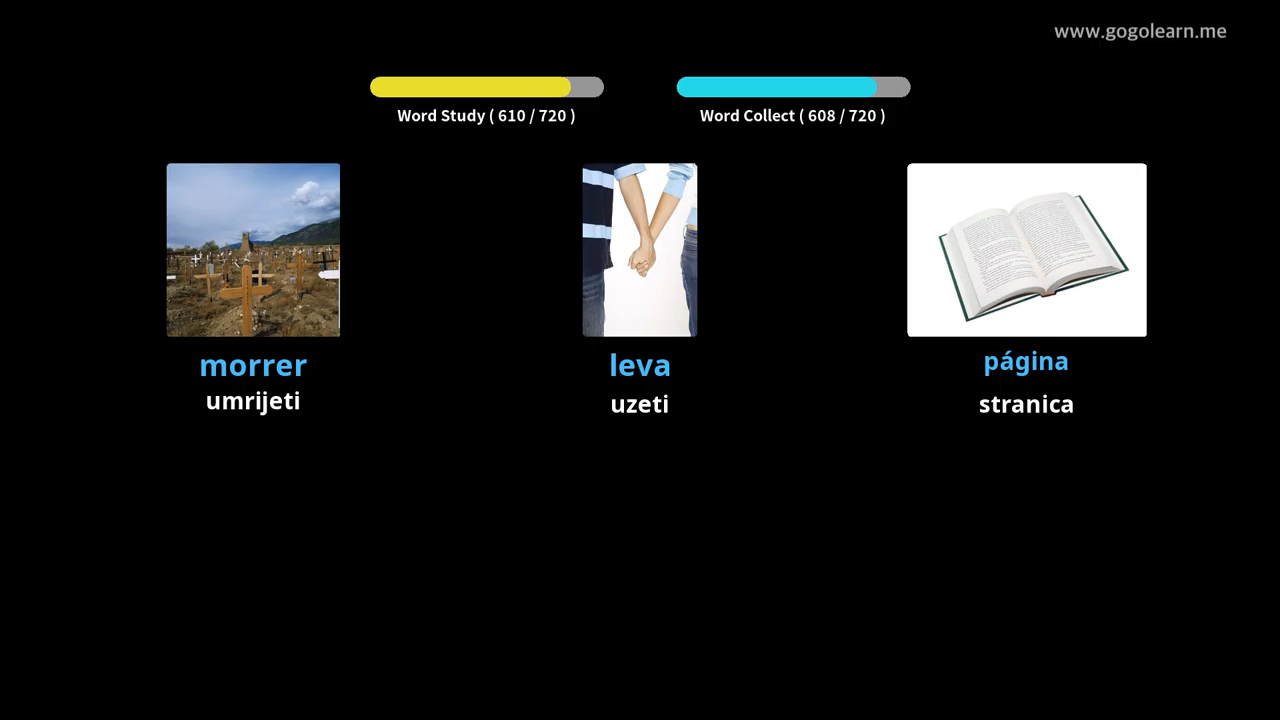 www.gogolearn.me
Word Study ( 610 / 720 )
Word Collect ( 608 / 720 )
morrer
leva
página
umrijeti
uzeti
stranica